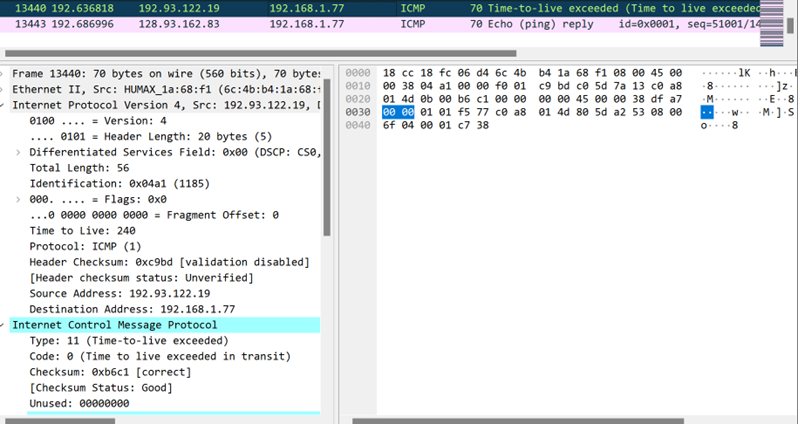 13440 192.636818 192.93.122.19 192.168.1.77 ICMP 70 Time-to-live exceeded (Time to live exceeded
13443 192.686996 128.93.162.83 192.168.1.77 ICMP 70 Echo (ping) reply id=0x0001, seq=51001/14
Frame 13440: 70 bytes on wire (560 bits), 70 bytes
Ethernet II, Src: HUMAX_1a:68:f1 (6c:4b:b4:1a:68:
Internet Protocol Version 4, Src: 192.93.122.19, D
0100 .... = Version: 4
.... 0101 = Header Length: 20 bytes (5)
Differentiated Services Field: 0x00 (DSCP: CS0,
Total Length: 56
Identification: 0x04a1 (1185)
000. .... = Flags: 0x0
...0 0000 0000 0000 = Fragment Offset: 0
Time to Live: 240
Protocol: ICMP (1)
Header Checksum: 0xc9bd [validation disabled]
[Header checksum status: Unverified]
Source Address: 192.93.122.19
Destination Address: 192.168.1.77
Internet Control Message Protocol
Type: 11 (Time-to-live exceeded)
Code: 0 (Time to live exceeded in transit)
Checksum: 0xb6c1 [correct]
[Checksum Status: Good]
Unused: 00000000
0000 18 cc 18 fc 06 d4 6c 4b b4 1a 68 f1 08 00 45 00 ······lK ··h···E·
0010 00 38 04 a1 00 00 f0 01 c9 bd c0 5d 7a 13 c0 a8 ·8······ ···]z···
0020 01 4d 0b 00 b6 c1 00 00 00 00 45 00 00 38 df a7 ·M······ ··E··8··
0030 00 00 01 01 f5 77 c0 a8 01 4d 80 5d a2 53 08 00 ·····w·· ·M·]·S··
0040 6f 04 00 01 c7 38 o····8